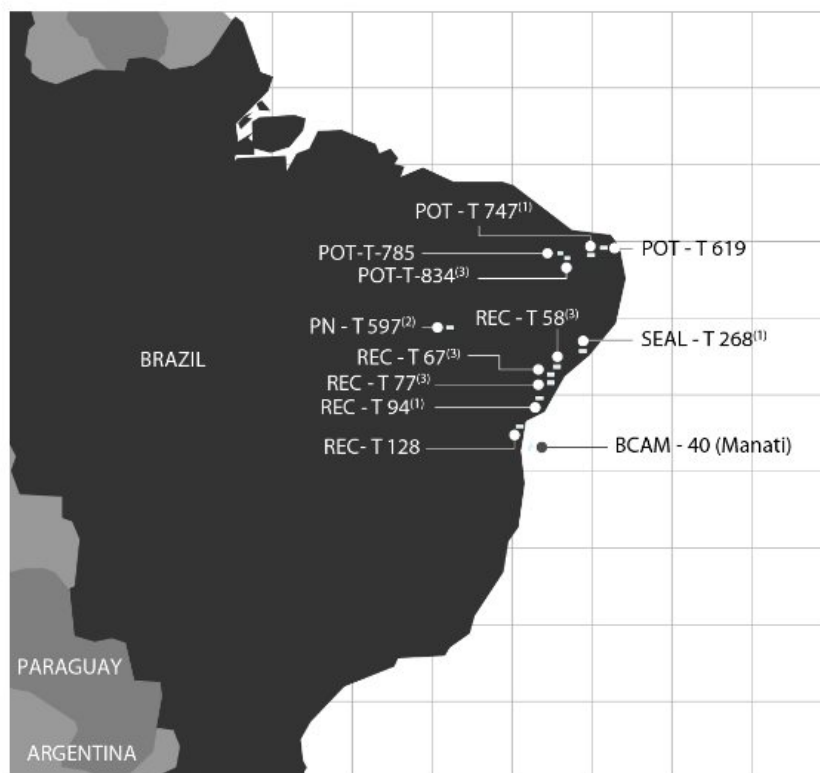 POT - T 747(1)
POT-T-785
POT - T 619
POT-T-834(3)
REC - T 58(3)
PN - T 597(2)
SEAL - T 268(1)
BRAZIL
REC - T 67(3)
REC - T 77(3)
REC - T 94(1)
REC- T 128
BCAM - 40 (Manati)
PARAGUAY
ARGENTINA